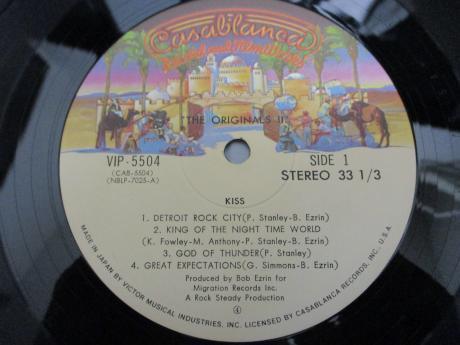 Casablanca
Record and FilmWorks
"THE ORIGINALS II"
VIP-5504
(CAB-5504)
(NBLP-7025-A)
SIDE 1
STEREO 33 1/3
KISS
1. DETROIT ROCK CITY(P. Stanley-B. Ezrin)
2. KING OF THE NIGHT TIME WORLD
(K. Fowley-M. Anthony-P. Stanley-B. Ezrin)
3. GOD OF THUNDER(P. Stanley)
4. GREAT EXPECTATIONS(G. Simmons-B. Ezrin)
Produced by Bob Ezrin for
Migration Records Inc.
A Rock Steady Production
4
MADE IN JAPAN BY VICTOR MUSICAL INDUSTRIES, INC. LICENSED BY CASABLANCA RECORDS INC., U.S.A.